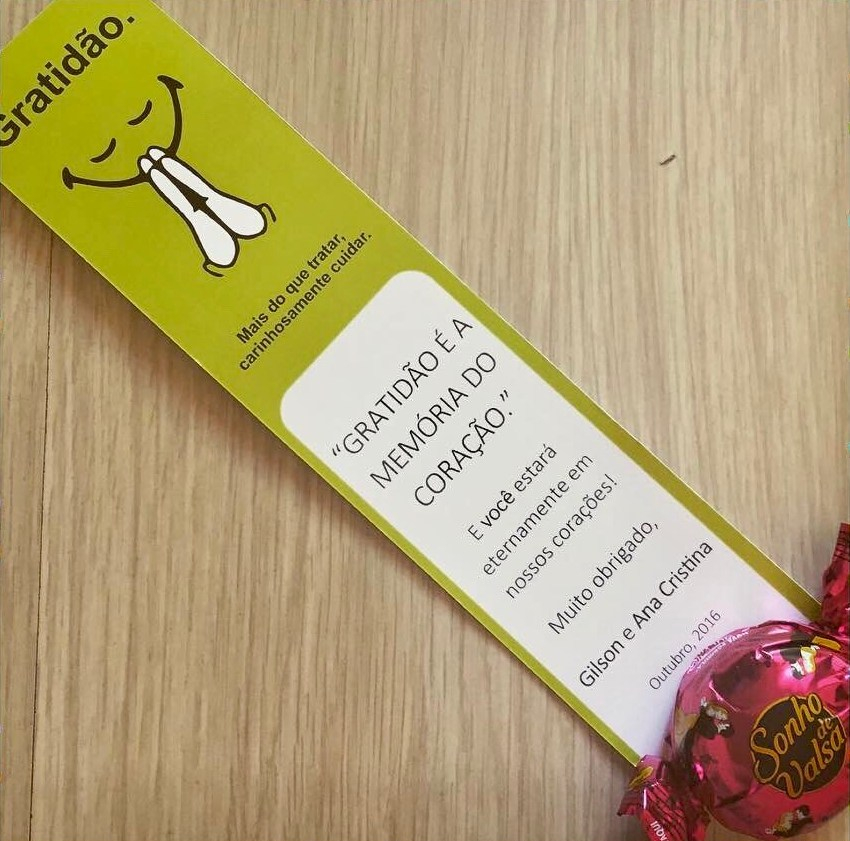 Gratidão.
Mais do que tratar,
carinhosamente cuidar.
“GRATIDÃO É A
MEMÓRIA DO
CORAÇÃO.”
E você estará
eternamente em
nossos corações!
Muito obrigado,
Gilson e Ana Cristina
Outubro, 2016
Sonho
de
Valsa
AQUI